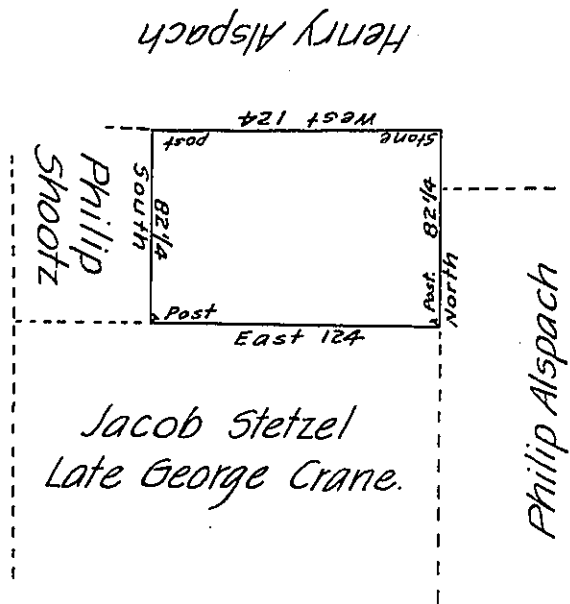 Henry Alspach
West 124
post
Stone
Philip
Shootz
South
82 1/4
82 1/4
Post.
North
Post
East 124
Philip Alspach
Jacob Stetzel
Late George Crane.